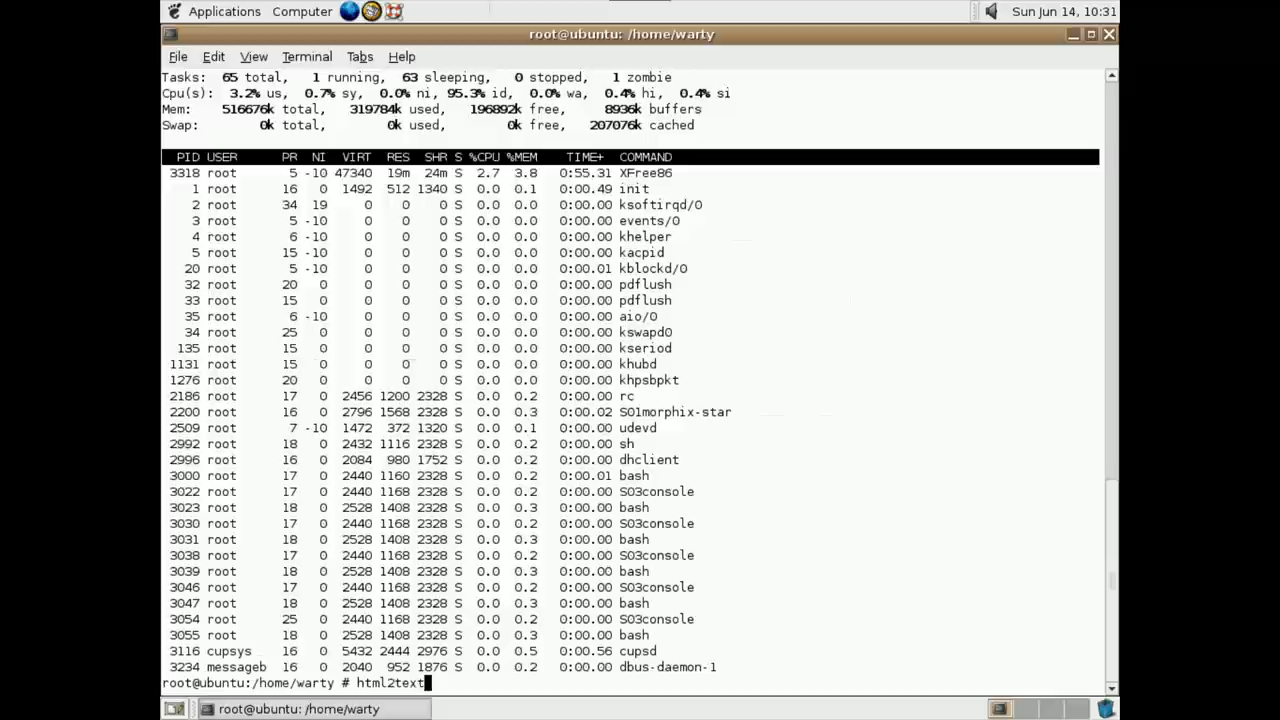 Applications Computer Sun Jun 14, 10:31
root@ubuntu: /home/warty
File Edit View Terminal Tabs Help
Tasks: 65 total, 1 running, 63 sleeping, 0 stopped, 1 zombie
Cpu(s): 3.2% us, 0.7% sy, 0.0% ni, 95.3% id, 0.0% wa, 0.4% hi, 0.4% si
Mem: 516676k total, 319784k used, 196892k free, 8936k buffers
Swap: 0k total, 0k used, 0k free, 207076k cached
PID USER PR NI VIRT RES SHR S %CPU %MEM TIME+ COMMAND
3318 root 5 -10 47340 19m 24m S 2.7 3.8 0:55.31 XFree86
1 root 16 0 1492 512 1340 S 0.0 0.1 0:00.49 init
2 root 34 19 0 0 0 S 0.0 0.0 0:00.00 ksoftirqd/0
3 root 5 -10 0 0 0 S 0.0 0.0 0:00.00 events/0
4 root 6 -10 0 0 0 S 0.0 0.0 0:00.00 khelper
5 root 15 -10 0 0 0 S 0.0 0.0 0:00.00 kacpid
20 root 5 -10 0 0 0 S 0.0 0.0 0:00.01 kblockd/0
32 root 20 0 0 0 0 S 0.0 0.0 0:00.00 pdflush
33 root 15 0 0 0 0 S 0.0 0.0 0:00.00 pdflush
35 root 6 -10 0 0 0 S 0.0 0.0 0:00.00 aio/0
34 root 25 0 0 0 0 S 0.0 0.0 0:00.00 kswapd0
135 root 15 0 0 0 0 S 0.0 0.0 0:00.00 kseriod
1131 root 15 0 0 0 0 S 0.0 0.0 0:00.00 khubd
1276 root 20 0 0 0 0 S 0.0 0.0 0:00.00 khpsbpkt
2186 root 17 0 2456 1200 2328 S 0.0 0.2 0:00.00 rc
2200 root 16 0 2796 1568 2328 S 0.0 0.3 0:00.02 S01morphix-star
2509 root 7 -10 1472 372 1320 S 0.0 0.1 0:00.00 udevd
2992 root 18 0 2432 1116 2328 S 0.0 0.2 0:00.00 sh
2996 root 16 0 2084 980 1752 S 0.0 0.2 0:00.00 dhclient
3000 root 17 0 2440 1160 2328 S 0.0 0.2 0:00.01 bash
3022 root 17 0 2440 1168 2328 S 0.0 0.2 0:00.00 S03console
3023 root 18 0 2528 1408 2328 S 0.0 0.3 0:00.00 bash
3030 root 17 0 2440 1168 2328 S 0.0 0.2 0:00.00 S03console
3031 root 18 0 2528 1408 2328 S 0.0 0.3 0:00.00 bash
3038 root 17 0 2440 1168 2328 S 0.0 0.2 0:00.00 S03console
3039 root 18 0 2528 1408 2328 S 0.0 0.3 0:00.00 bash
3046 root 17 0 2440 1168 2328 S 0.0 0.2 0:00.00 S03console
3047 root 18 0 2528 1408 2328 S 0.0 0.3 0:00.00 bash
3054 root 25 0 2440 1168 2328 S 0.0 0.2 0:00.00 S03console
3055 root 18 0 2528 1408 2328 S 0.0 0.3 0:00.00 bash
3116 cupsys 16 0 5432 2444 2976 S 0.0 0.5 0:00.56 cupsd
3234 messageb 16 0 2040 952 1876 S 0.0 0.2 0:00.00 dbus-daemon-1
root@ubuntu:/home/warty # html2text
root@ubuntu: /home/warty